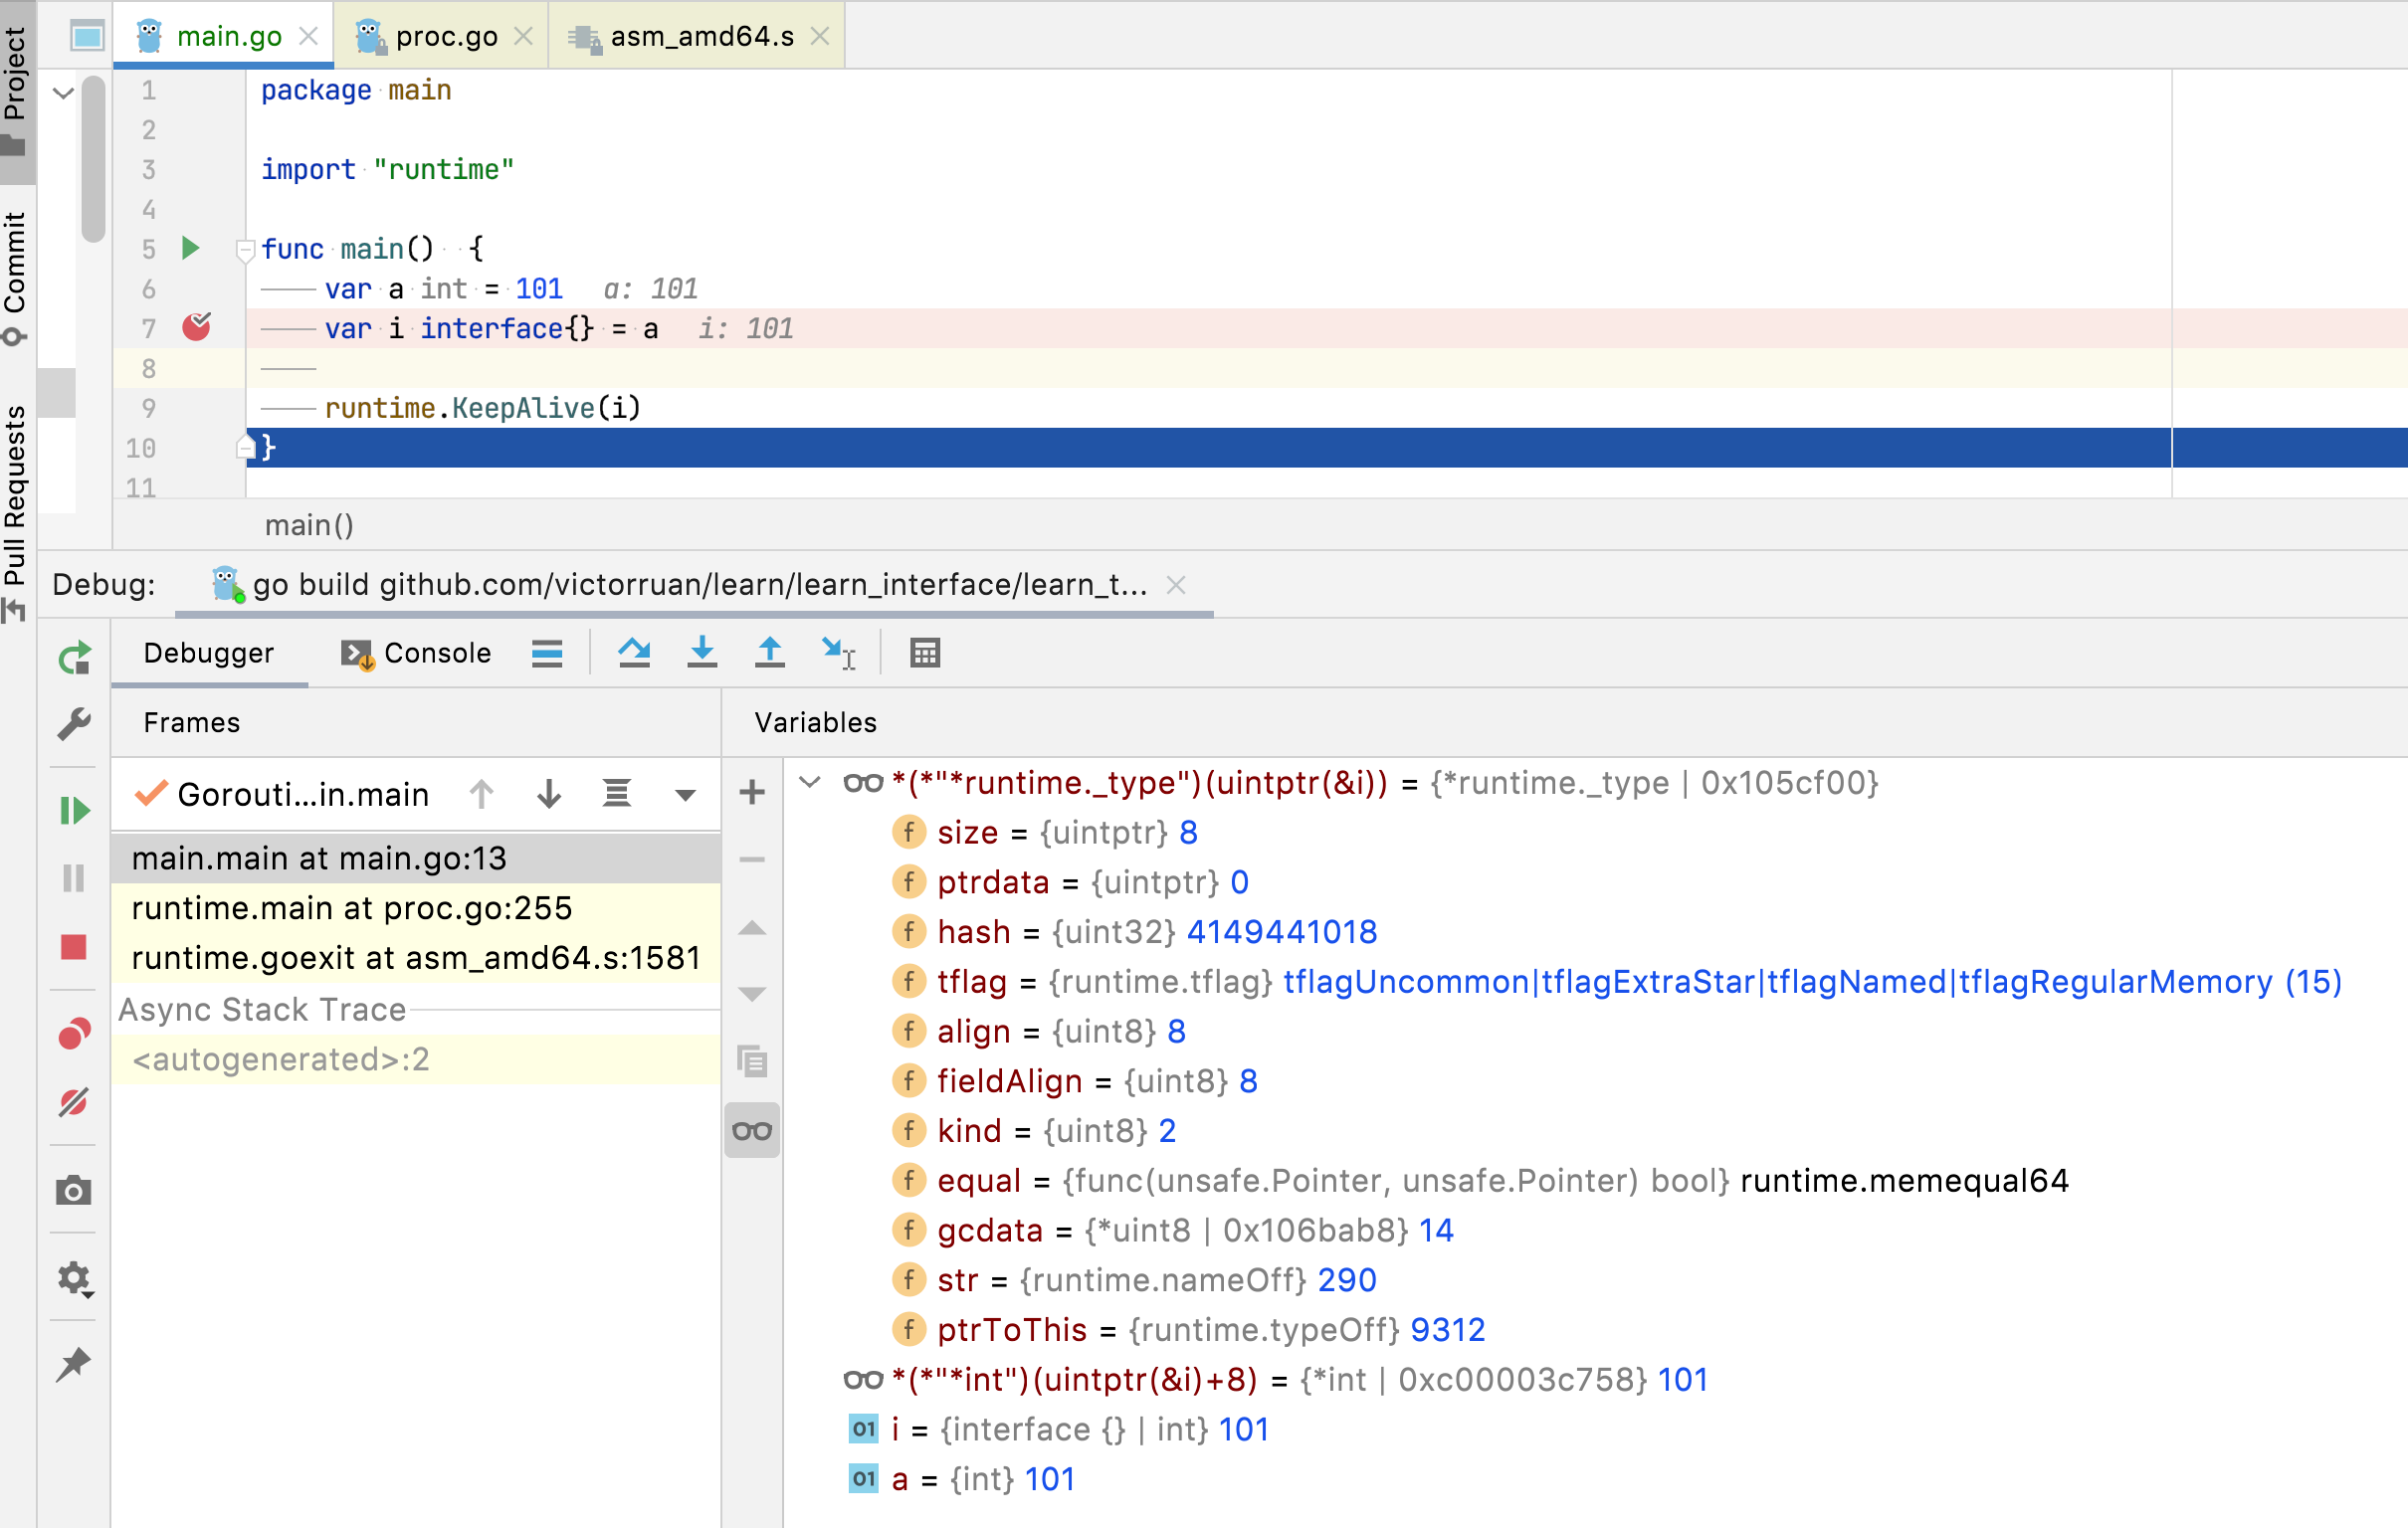 Project
Commit
Pull Requests
main.go
proc.go
asm_amd64.s
1 package main
2
3 import "runtime"
4
5 func main() {
6 var a int = 101 a: 101
7 var i interface{} = a i: 101
8
9 runtime.KeepAlive(i)
10 }
11
main()
Debug: go build github.com/victorruan/learn/learn_interface/learn_t...
Debugger Console
Frames
Gorouti...in.main
main.main at main.go:13
runtime.main at proc.go:255
runtime.goexit at asm_amd64.s:1581
Async Stack Trace
<autogenerated>:2
Variables
*(*"*runtime._type")(uintptr(&i)) = {*runtime._type | 0x105cf00}
f size = {uintptr} 8
f ptrdata = {uintptr} 0
f hash = {uint32} 4149441018
f tflag = {runtime.tflag} tflagUncommon|tflagExtraStar|tflagNamed|tflagRegularMemory (15)
f align = {uint8} 8
f fieldAlign = {uint8} 8
f kind = {uint8} 2
f equal = {func(unsafe.Pointer, unsafe.Pointer) bool} runtime.memequal64
f gcdata = {*uint8 | 0x106bab8} 14
f str = {runtime.nameOff} 290
f ptrToThis = {runtime.typeOff} 9312
*(*"*int")(uintptr(&i)+8) = {*int | 0xc00003c758} 101
01 i = {interface {} | int} 101
01 a = {int} 101